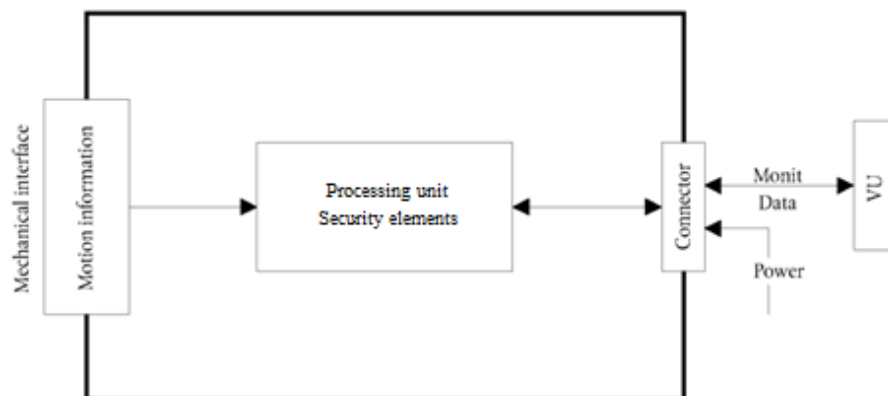 Mechanical interface
Motion information
Processing unit
Security elements
Connector
Monit
Data
Power
VU